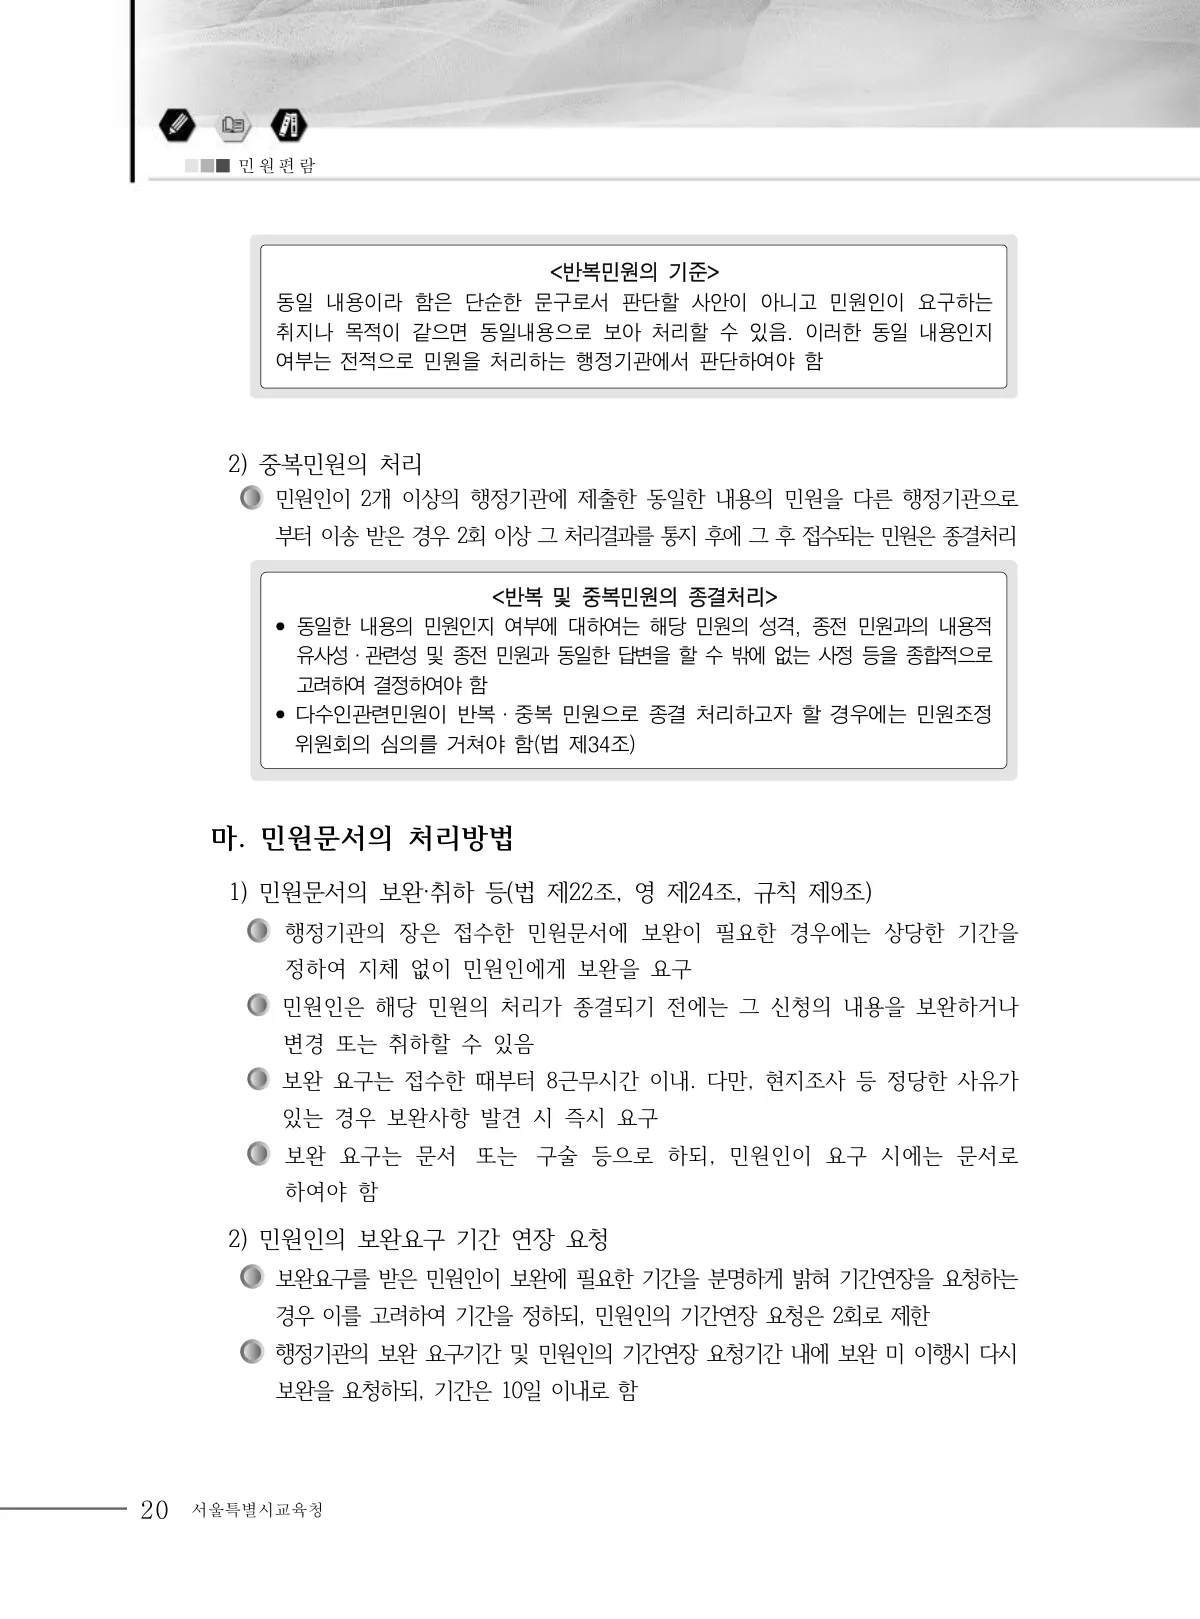 민원편람
<반복민원의 기준>
동일 내용이라 함은 단순한 문구로서 판단할 사안이 아니고 민원인이 요구하는
취지나 목적이 같으면 동일내용으로 보아 처리할 수 있음. 이러한 동일 내용인지
여부는 전적으로 민원을 처리하는 행정기관에서 판단하여야 함
2) 중복민원의 처리
민원인이 2개 이상의 행정기관에 제출한 동일한 내용의 민원을 다른 행정기관으로
부터 이송 받은 경우 2회 이상 그 처리결과를 통지 후에 그 후 접수되는 민원은 종결처리
<반복 및 중복민원의 종결처리>
• 동일한 내용의 민원인지 여부에 대하여는 해당 민원의 성격, 종전 민원과의 내용적
유사성·관련성 및 종전 민원과 동일한 답변을 할 수 밖에 없는 사정 등을 종합적으로
고려하여 결정하여야 함
• 다수인관련민원이 반복·중복 민원으로 종결 처리하고자 할 경우에는 민원조정
위원회의 심의를 거쳐야 함(법 제34조)
마. 민원문서의 처리방법
1) 민원문서의 보완·취하 등(법 제22조, 영 제24조, 규칙 제9조)
행정기관의 장은 접수한 민원문서에 보완이 필요한 경우에는 상당한 기간을
정하여 지체 없이 민원인에게 보완을 요구
민원인은 해당 민원의 처리가 종결되기 전에는 그 신청의 내용을 보완하거나
변경 또는 취하할 수 있음
보완 요구는 접수한 때부터 8근무시간 이내. 다만, 현지조사 등 정당한 사유가
있는 경우 보완사항 발견 시 즉시 요구
보완 요구는 문서 또는 구술 등으로 하되, 민원인이 요구 시에는 문서로
하여야 함
2) 민원인의 보완요구 기간 연장 요청
보완요구를 받은 민원인이 보완에 필요한 기간을 분명하게 밝혀 기간연장을 요청하는
경우 이를 고려하여 기간을 정하되, 민원인의 기간연장 요청은 2회로 제한
행정기관의 보완 요구기간 및 민원인의 기간연장 요청기간 내에 보완 미 이행시 다시
보완을 요청하되, 기간은 10일 이내로 함
20 서울특별시교육청